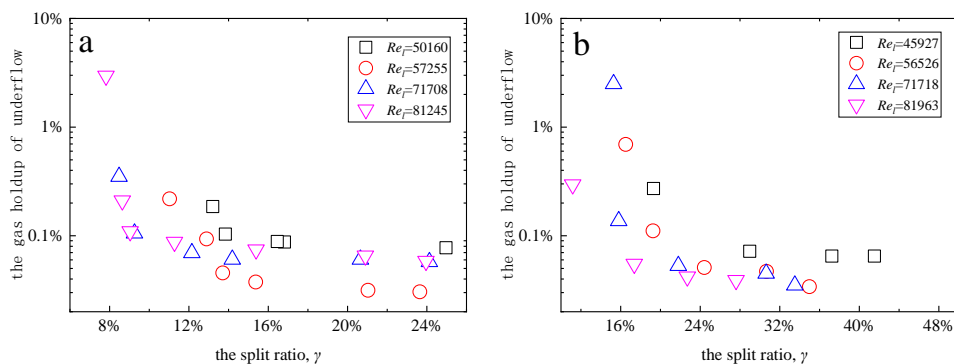 a
the gas holdup of underflow
10%
1%
0.1%
Re_l=50160
Re_l=57255
Re_l=71708
Re_l=81245
8% 12% 16% 20% 24%
the split ratio, γ
b
the gas holdup of underflow
10%
1%
0.1%
Re_l=45927
Re_l=56526
Re_l=71718
Re_l=81963
16% 24% 32% 40% 48%
the split ratio, γ